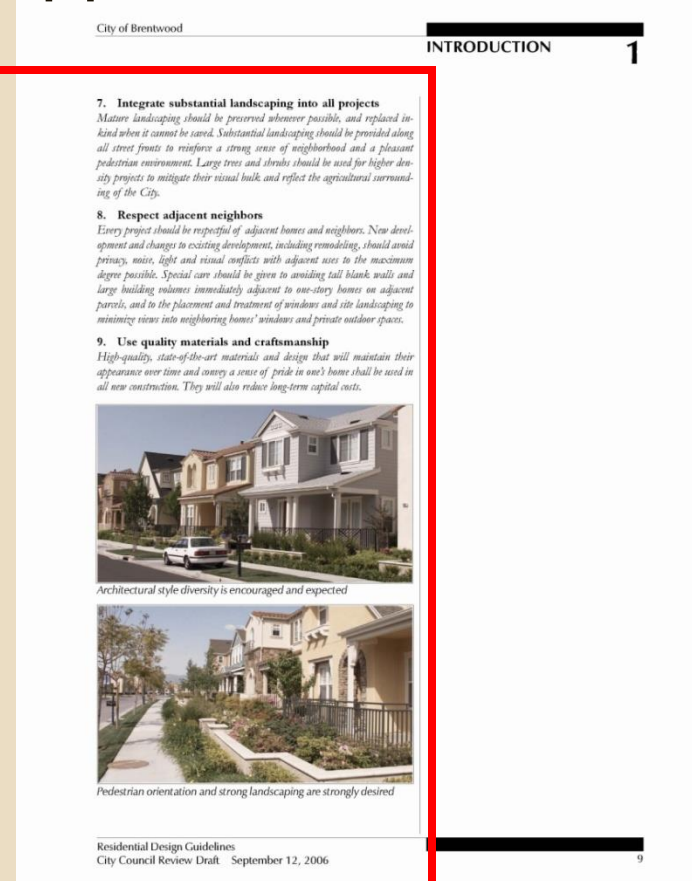 City of Brentwood
INTRODUCTION
1
7. Integrate substantial landscaping into all projects
Mature landscaping should be preserved whenever possible, and replaced in-
kind when it cannot be saved. Substantial landscaping should be provided along
all street fronts to reinforce a strong sense of neighborhood and a pleasant
pedestrian environment. Large trees and shrubs should be used for higher den-
sity projects to mitigate their visual bulk and reflect the agricultural surround-
ing of the City.
8. Respect adjacent neighbors
Every project should be respectful of adjacent homes and neighbors. New devel-
opment and changes to existing development, including remodeling, should avoid
privacy, noise, light and visual conflicts with adjacent uses to the maximum
degree possible. Special care should be given to avoiding tall blank walls and
large building volumes immediately adjacent to one-story homes on adjacent
parcels, and to the placement and treatment of windows and site landscaping to
minimize views into neighboring homes' windows and private outdoor spaces.
9. Use quality materials and craftsmanship
High-quality, state-of-the-art materials and design that will maintain their
appearance over time and convey a sense of pride in one's home shall be used in
all new construction. They will also reduce long-term capital costs.
Architectural style diversity is encouraged and expected
Pedestrian orientation and strong landscaping are strongly desired
Residential Design Guidelines
City Council Review Draft September 12, 2006
9